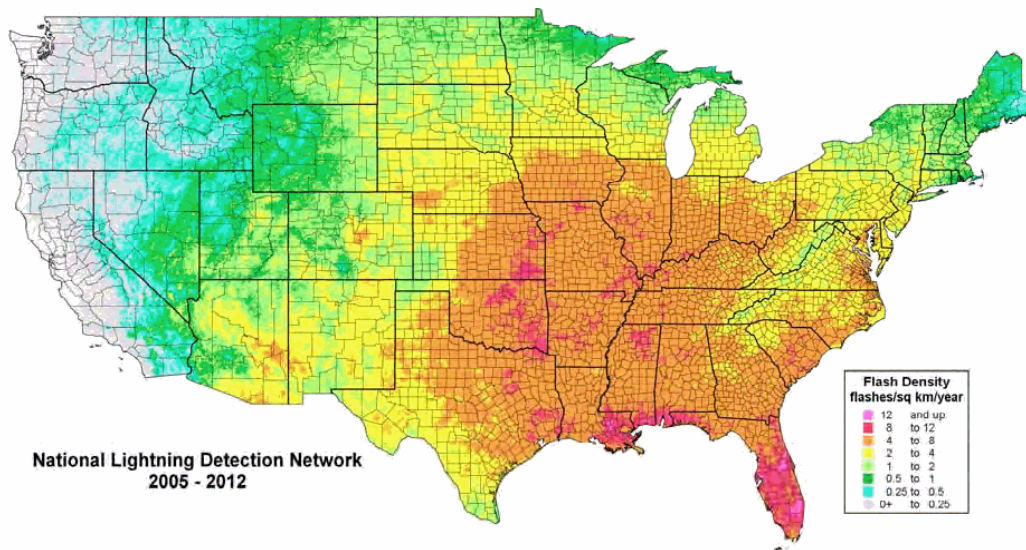 National Lightning Detection Network
2005 - 2012
Flash Density
flashes/sq km/year
12 and up
8 to 12
4 to 8
2 to 4
1 to 2
0.5 to 1
0.25 to 0.5
0+ to 0.25